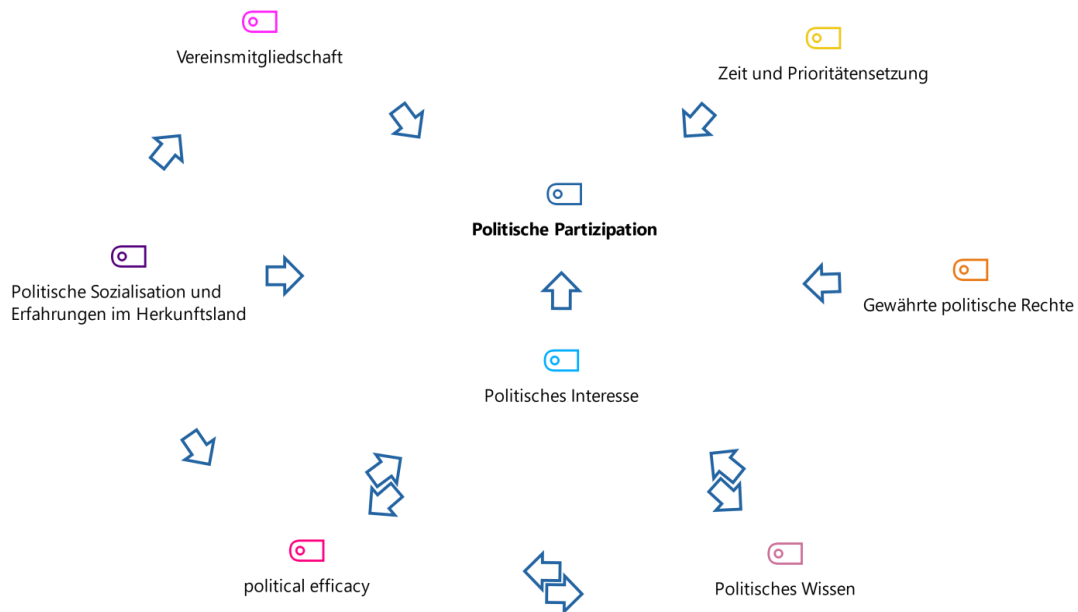 Vereinsmitgliedschaft
Zeit und Prioritätensetzung
Politische Partizipation
Politische Sozialisation und
Erfahrungen im Herkunftsland
Gewährte politische Rechte
Politisches Interesse
political efficacy
Politisches Wissen